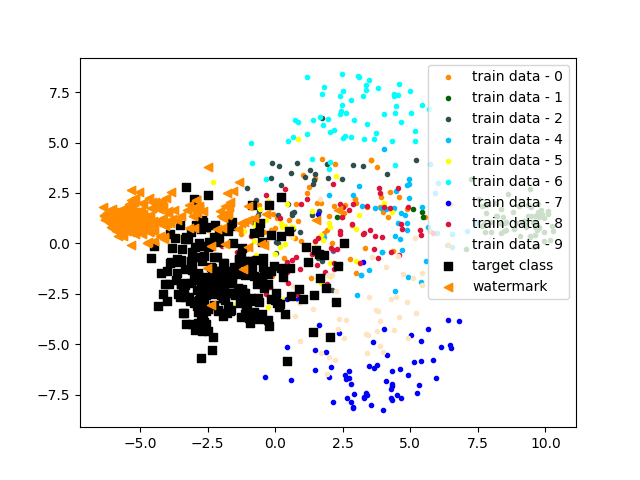 7.5
5.0
2.5
0.0
−2.5
−5.0
−7.5
−5.0
−2.5
0.0
2.5
5.0
7.5
10.0
train data - 0
train data - 1
train data - 2
train data - 4
train data - 5
train data - 6
train data - 7
train data - 8
train data - 9
target class
watermark